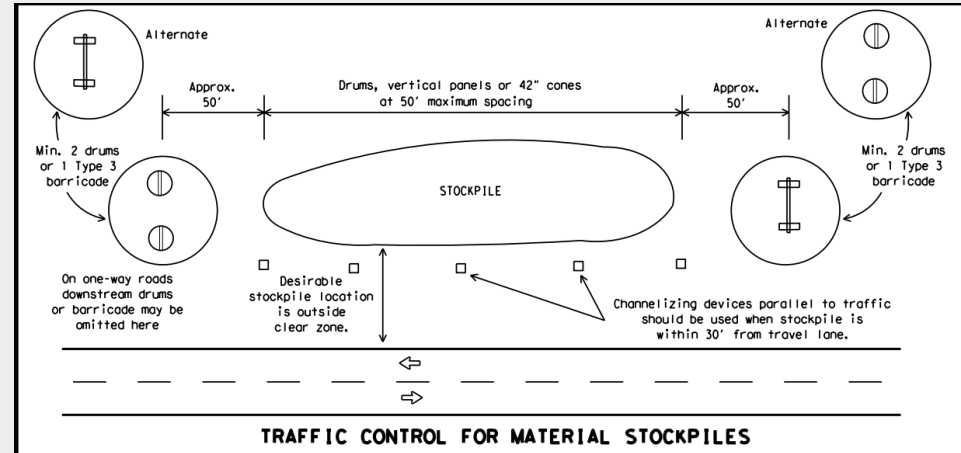 Alternate
Alternate
Approx.
50'
Drums, vertical panels or 42" cones
at 50' maximum spacing
Approx.
50'
Min. 2 drums
or 1 Type 3
barricade
Min. 2 drums
or 1 Type 3
barricade
STOCKPILE
On one-way roads
downstream drums
or barricade may be
omitted here
Desirable
stockpile location
is outside
clear zone.
Channelizing devices parallel to traffic
should be used when stockpile is
within 30' from travel lane.
TRAFFIC CONTROL FOR MATERIAL STOCKPILES